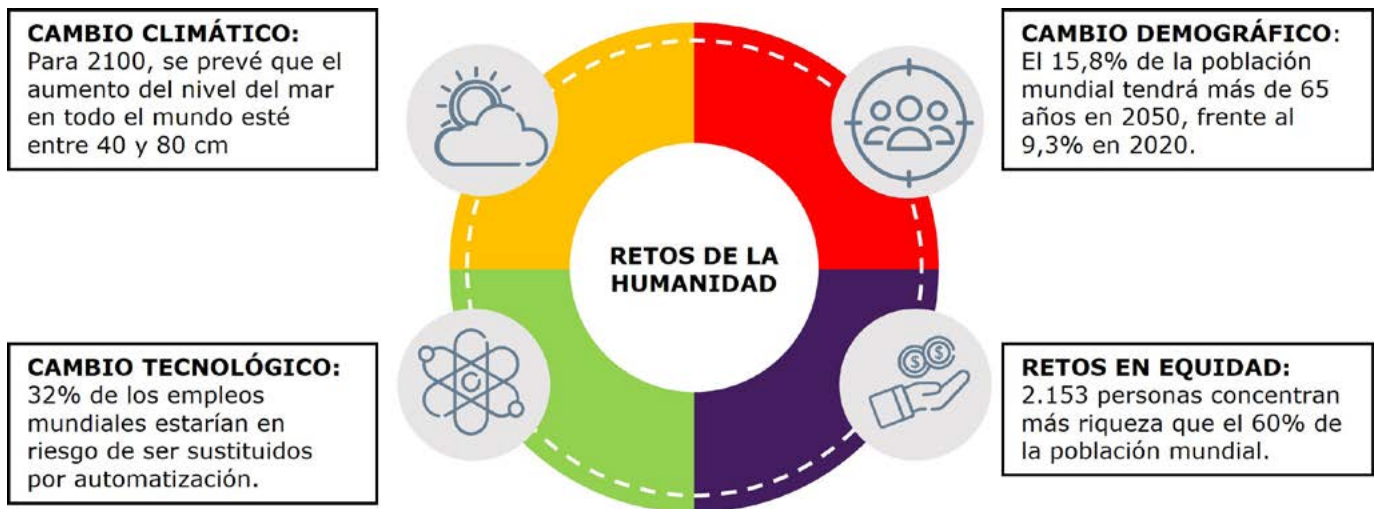 CAMBIO CLIMÁTICO:
Para 2100, se prevé que el
aumento del nivel del mar
en todo el mundo esté
entre 40 y 80 cm
CAMBIO DEMOGRÁFICO:
El 15,8% de la población
mundial tendrá más de 65
años en 2050, frente al
9,3% en 2020.
RETOS DE LA
HUMANIDAD
CAMBIO TECNOLÓGICO:
32% de los empleos
mundiales estarían en
riesgo de ser sustituidos
por automatización.
$ $
RETOS EN EQUIDAD:
2.153 personas concentran
más riqueza que el 60% de
la población mundial.